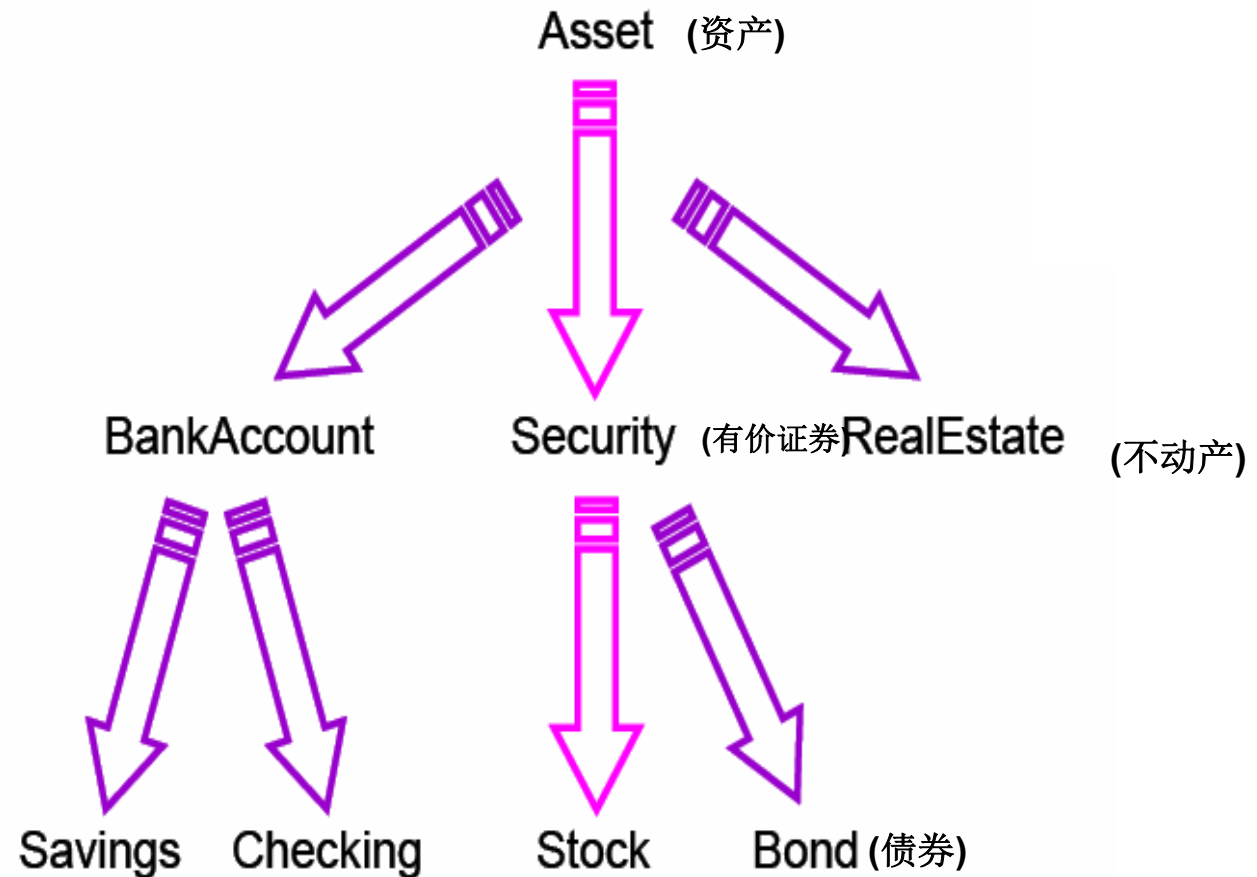 Asset (资产)
BankAccount Security (有价证券) RealEstate (不动产)
Savings Checking Stock Bond (债券)